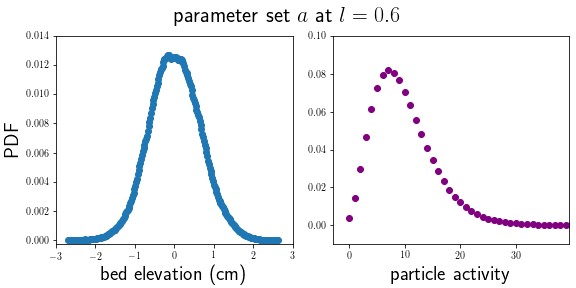 parameter set a at l = 0.6
PDF
0.014
0.012
0.010
0.008
0.006
0.004
0.002
0.000
−3 −2 −1 0 1 2 3
bed elevation (cm)
0.10
0.08
0.06
0.04
0.02
0.00
0 10 20 30
particle activity